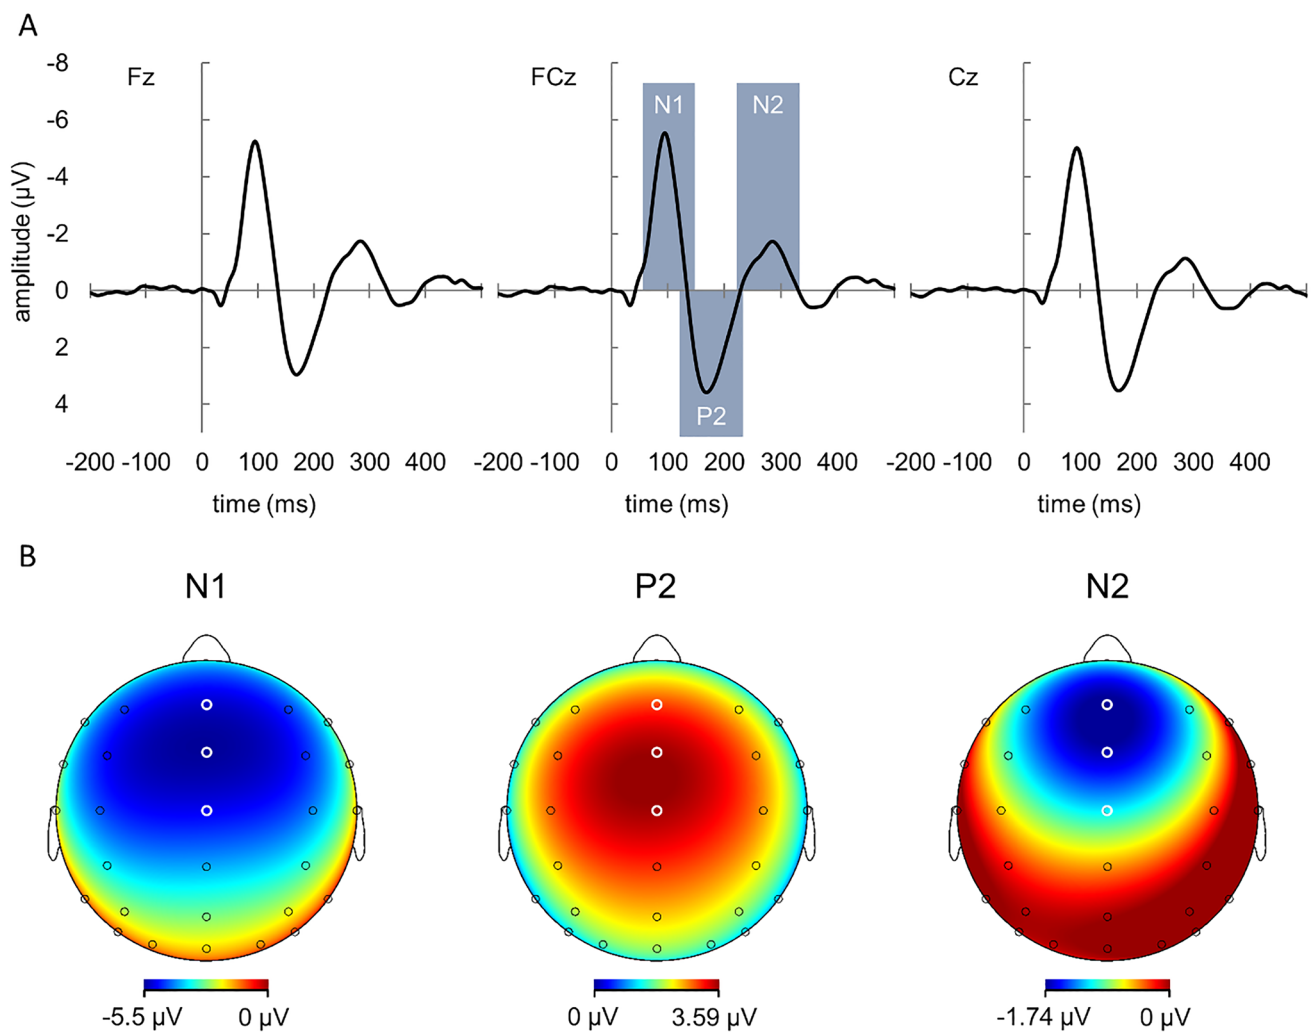 A
Fz
FCz
Cz
N1
N2
P2
amplitude (µV)
-8
-6
-4
-2
0
2
4
-200 -100 0 100 200 300 400
-200 -100 0 100 200 300 400
-200 -100 0 100 200 300 400
time (ms)
time (ms)
time (ms)
B
N1
P2
N2
-5.5 µV 0 µV
0 µV 3.59 µV
-1.74 µV 0 µV